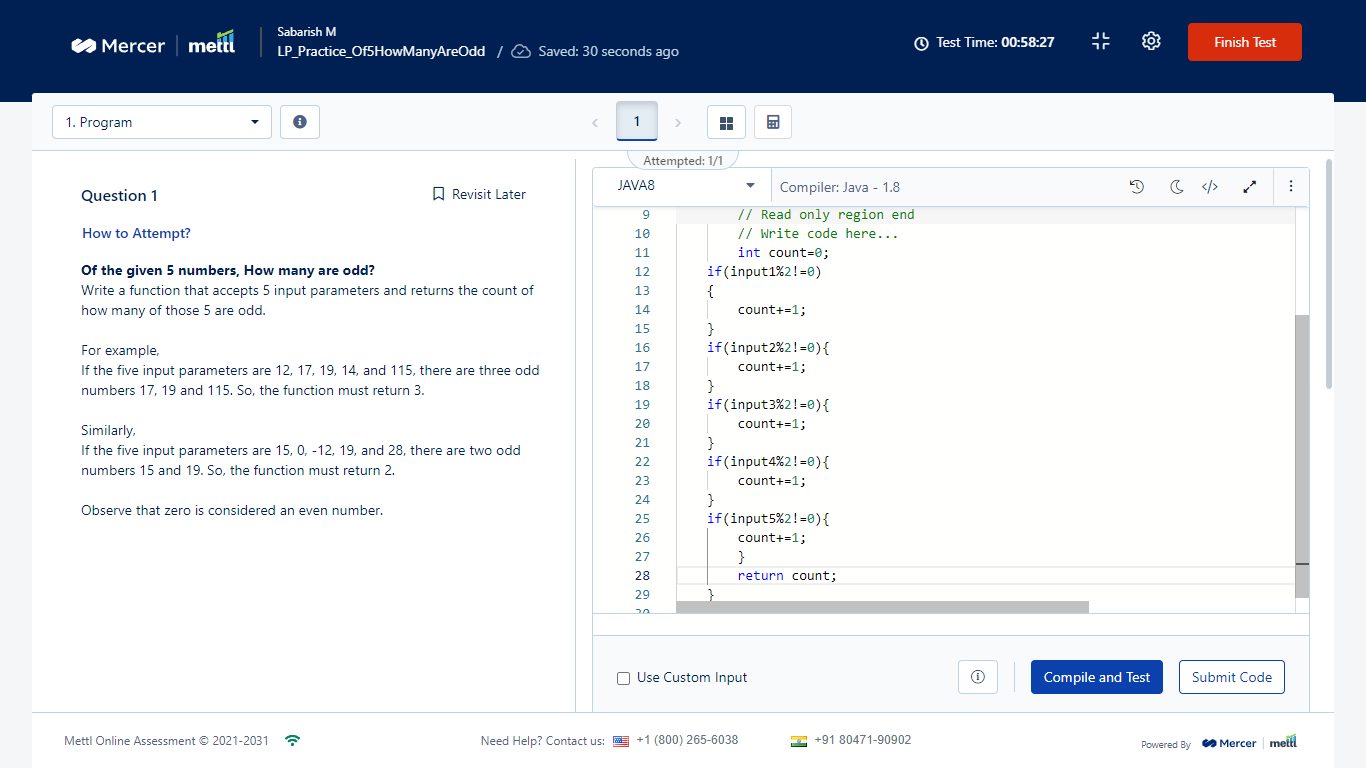 Mercer | mettl
Sabarish M
LP_Practice_Of5HowManyAreOdd / Saved: 30 seconds ago
Test Time: 00:58:27
Finish Test
1. Program
1
Attempted: 1/1
Question 1
Revisit Later
How to Attempt?
Of the given 5 numbers, How many are odd?
Write a function that accepts 5 input parameters and returns the count of
how many of those 5 are odd.
For example,
If the five input parameters are 12, 17, 19, 14, and 115, there are three odd
numbers 17, 19 and 115. So, the function must return 3.
Similarly,
If the five input parameters are 15, 0, -12, 19, and 28, there are two odd
numbers 15 and 19. So, the function must return 2.
Observe that zero is considered an even number.
JAVA8
Compiler: Java - 1.8
9 // Read only region end
10 // Write code here...
11 int count=0;
12 if(input1%2!=0)
13 {
14 count+=1;
15 }
16 if(input2%2!=0){
17 count+=1;
18 }
19 if(input3%2!=0){
20 count+=1;
21 }
22 if(input4%2!=0){
23 count+=1;
24 }
25 if(input5%2!=0){
26 count+=1;
27 }
28 return count;
29 }
Use Custom Input
Compile and Test
Submit Code
Mettl Online Assessment © 2021-2031
Need Help? Contact us: +1 (800) 265-6038
+91 80471-90902
Powered By Mercer | mettl